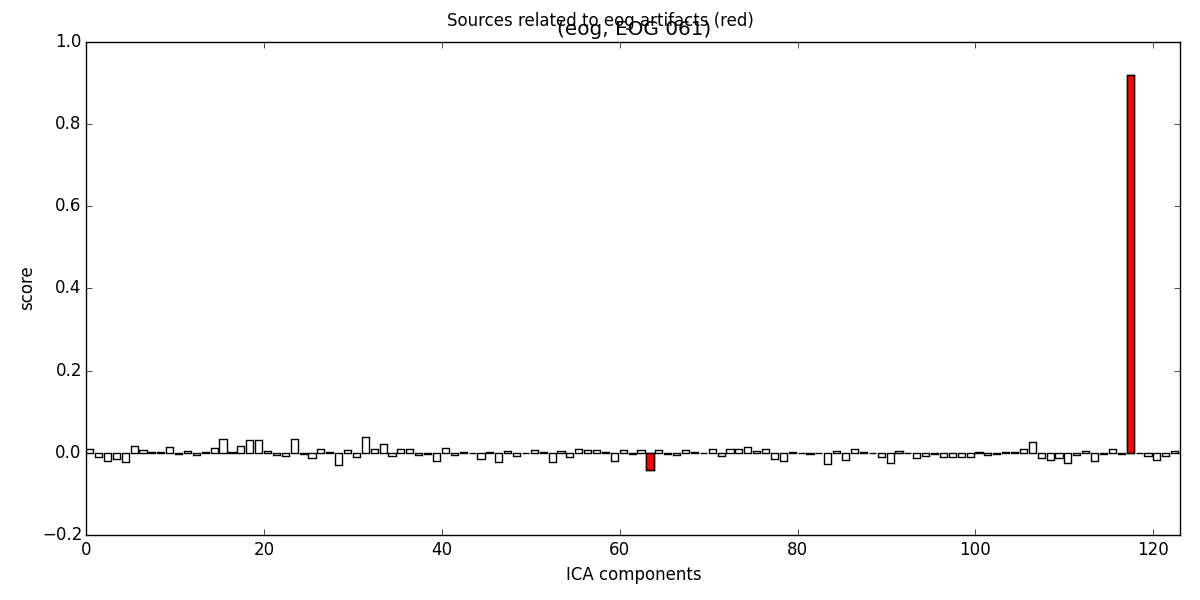 Sources related to eog artifacts (red)
(eog, EOG 061)
1.0
0.8
0.6
0.4
0.2
0.0
−0.2
score
0 20 40 60 80 100 120
ICA components